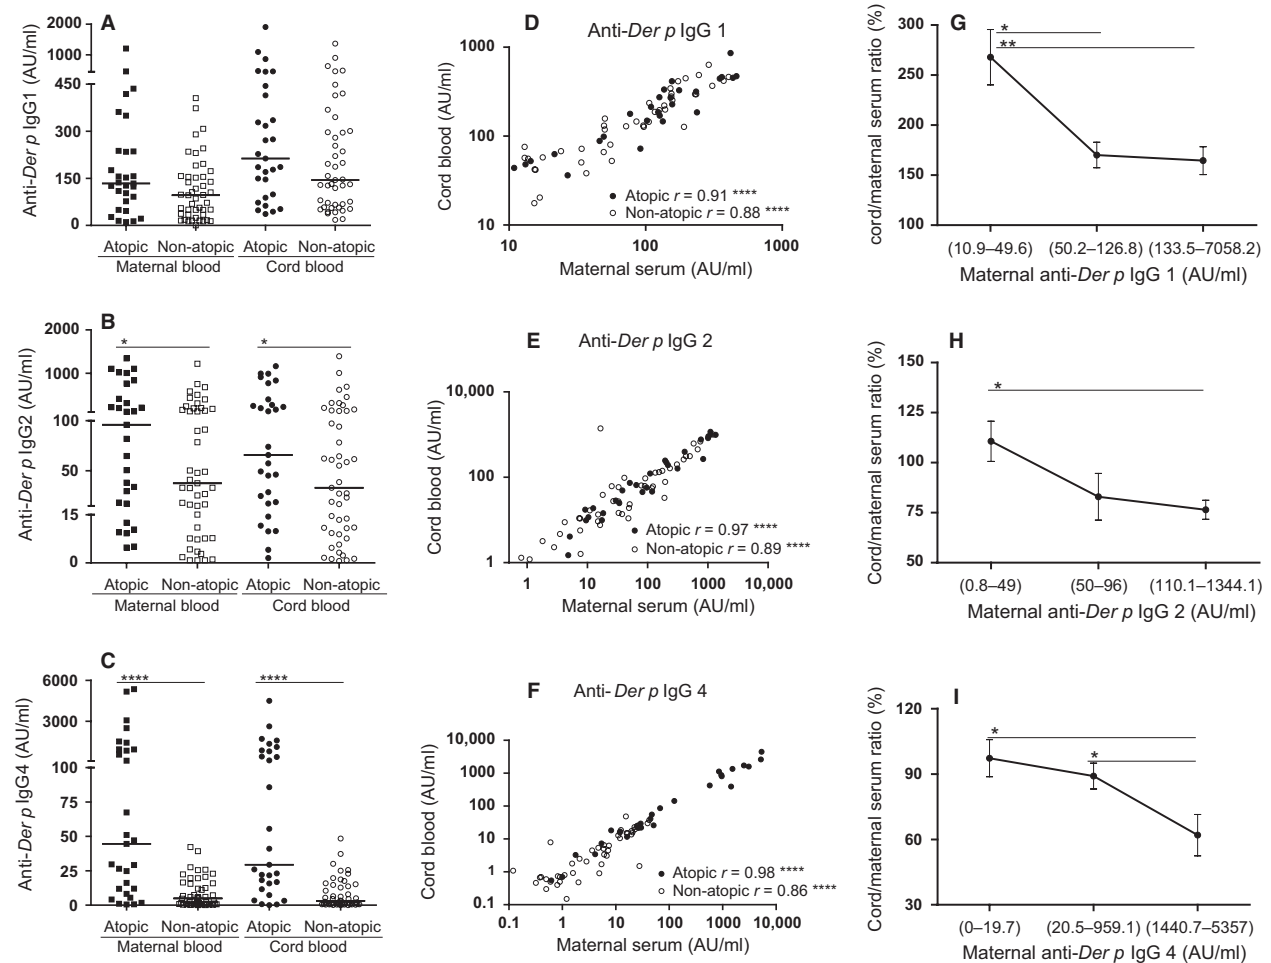 A
Anti-Der p IgG1 (AU/ml)
2000
1000
450
300
150
0
Atopic Non-atopic Atopic Non-atopic
Maternal blood Cord blood
D
Anti-Der p IgG 1
Cord blood (AU/ml)
1000
100
10
Atopic r = 0.91 ****
Non-atopic r = 0.88 ****
10 100 1000
Maternal serum (AU/ml)
G
cord/maternal serum ratio (%)
300
250
200
150
100
*
**
(10.9–49.6) (50.2–126.8) (133.5–7058.2)
Maternal anti-Der p IgG 1 (AU/ml)
B
Anti-Der p IgG2 (AU/ml)
2000
1000
100
50
15
0
* *
Atopic Non-atopic Atopic Non-atopic
Maternal blood Cord blood
E
Anti-Der p IgG 2
Cord blood (AU/ml)
10,000
100
1
Atopic r = 0.97 ****
Non-atopic r = 0.89 ****
1 10 100 1000 10,000
Maternal serum (AU/ml)
H
Cord/maternal serum ratio (%)
150
125
100
75
50
*
(0.8–49) (50–96) (110.1–1344.1)
Maternal anti-Der p IgG 2 (AU/ml)
C
Anti-Der p IgG4 (AU/ml)
6000
3000
100
75
50
25
0
**** ****
Atopic Non-atopic Atopic Non-atopic
Maternal blood Cord blood
F
Anti-Der p IgG 4
Cord blood (AU/ml)
10,000
1000
100
10
1
0.1
Atopic r = 0.98 ****
Non-atopic r = 0.86 ****
0.1 1 10 100 1000 10,000
Maternal serum (AU/ml)
I
Cord/maternal serum ratio (%)
120
90
60
30
*
*
(0–19.7) (20.5–959.1) (1440.7–5357)
Maternal anti-Der p IgG 4 (AU/ml)